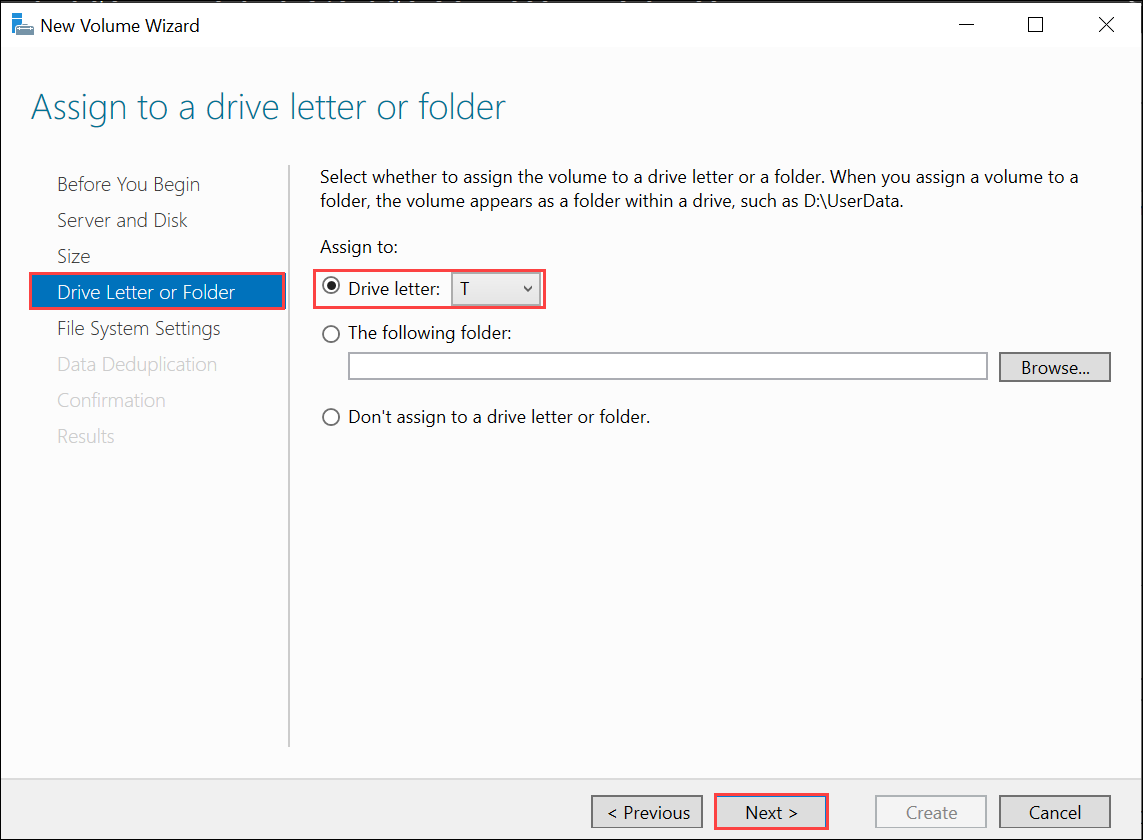 New Volume Wizard
Assign to a drive letter or folder
Before You Begin
Server and Disk
Size
Drive Letter or Folder
File System Settings
Data Deduplication
Confirmation
Results
Select whether to assign the volume to a drive letter or a folder. When you assign a volume to a
folder, the volume appears as a folder within a drive, such as D:\UserData.
Assign to:
Drive letter: T
The following folder:
Browse...
Don't assign to a drive letter or folder.
< Previous Next > Create Cancel